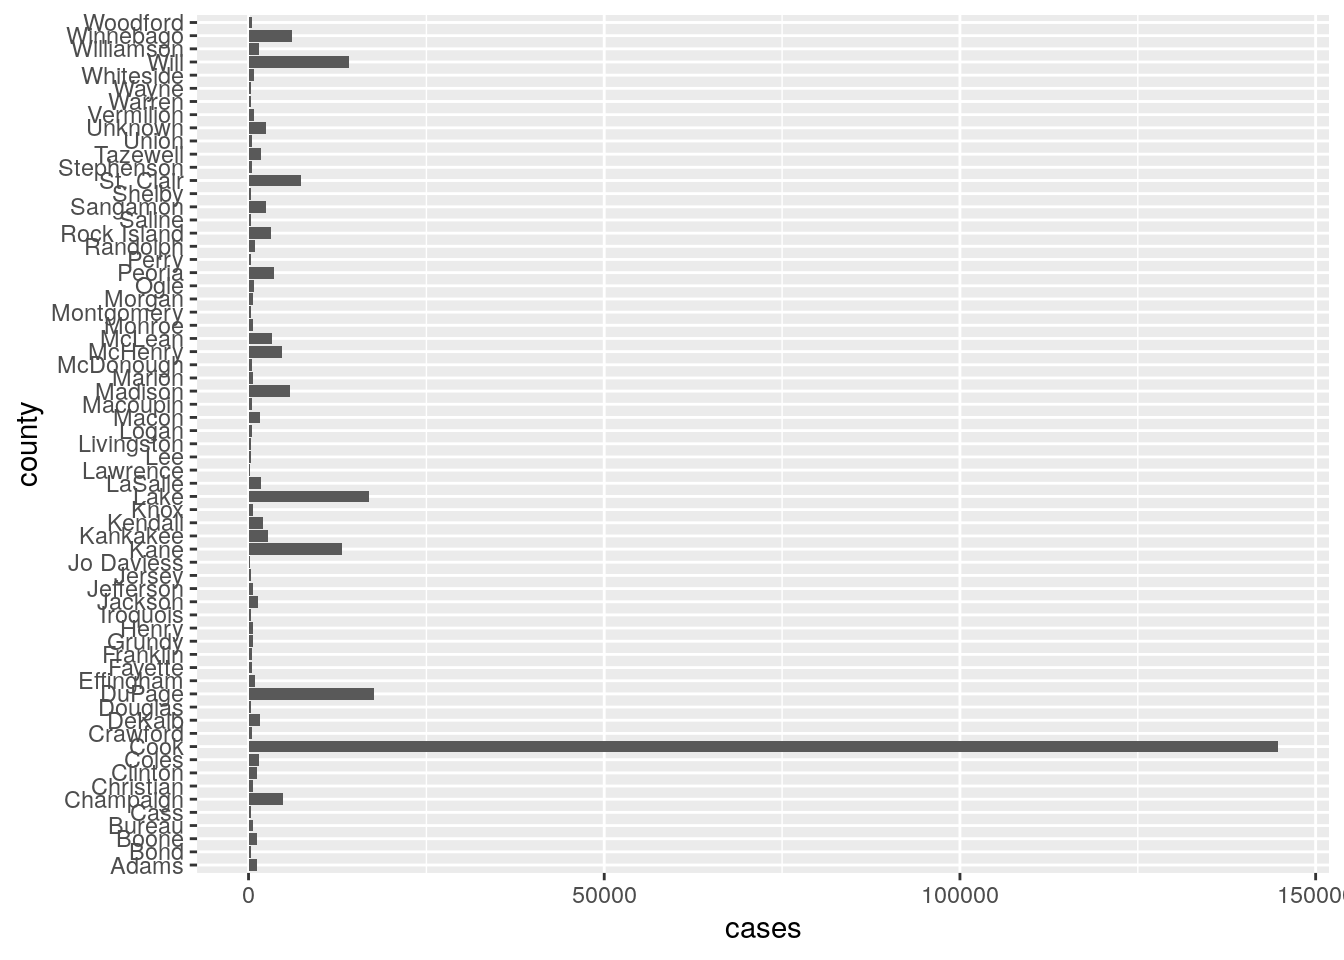 Woodford
Winnebago
Williamson
Will
Whiteside
Wayne
Warren
Vermilion
Unknown
Union
Tazewell
Stephenson
St. Clair
Shelby
Sangamon
Saline
Rock Island
Randolph
Perry
Peoria
Ogle
Morgan
Montgomery
Monroe
McLean
McHenry
McDonough
Marion
Madison
Macoupin
Macon
Logan
Livingston
Lee
Lawrence
LaSalle
Lake
Knox
Kendall
Kankakee
Kane
Jo Daviess
Jersey
Jefferson
Jackson
Iroquois
Henry
Grundy
Franklin
Fayette
Effingham
DuPage
Douglas
DeKalb
Crawford
Cook
Coles
Clinton
Christian
Champaign
Cass
Bureau
Boone
Bond
Adams
county
0 50000 100000 150000
cases